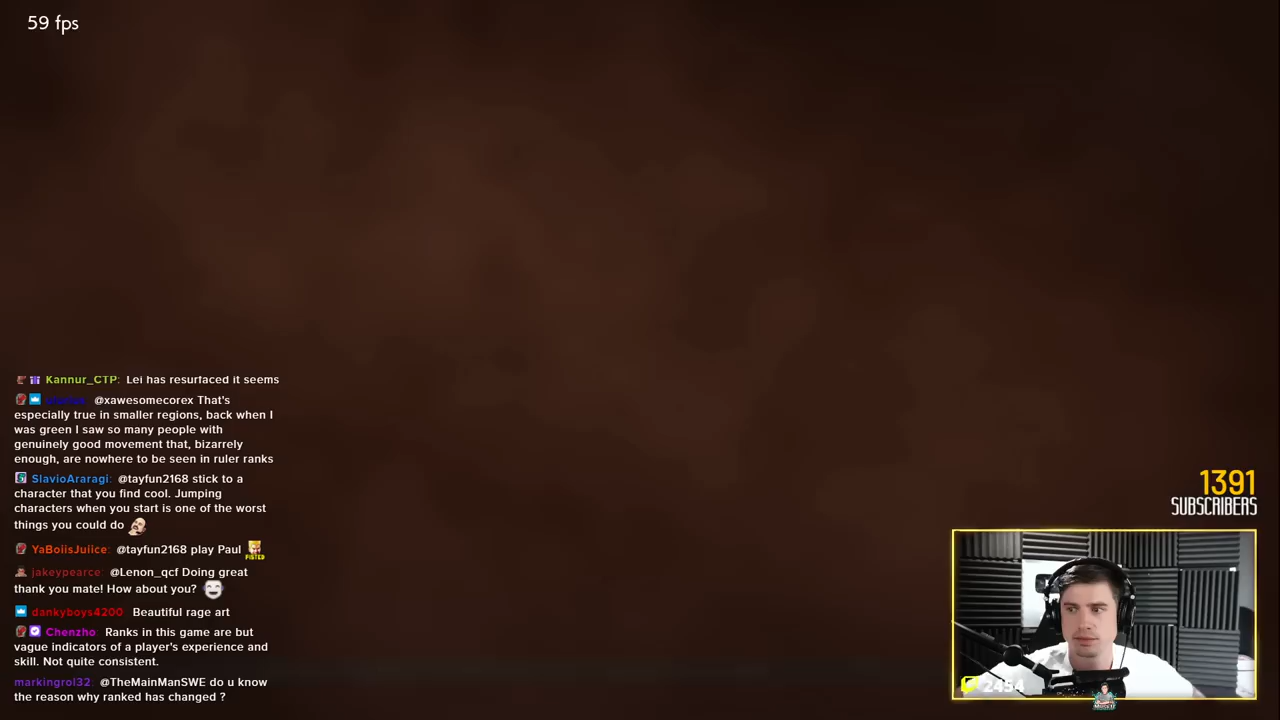 59 fps
Kannur_CTP: Lei has resurfaced it seems
@xawesomecorex That's
especially true in smaller regions, back when I
was green I saw so many people with
genuinely good movement that, bizarrely
enough, are nowhere to be seen in ruler ranks
SlavioAraragi: @tayfun2168 stick to a
character that you find cool. Jumping
characters when you start is one of the worst
things you could do
YaBoiisJuiice: @tayfun2168 play Paul
FISTED
jakeypearce: @Lenon_qcf Doing great
thank you mate! How about you?
dankyboys4200: Beautiful rage art
Chenzho: Ranks in this game are but
vague indicators of a player's experience and
skill. Not quite consistent.
markingrol32: @TheMainManSWE do u know
the reason why ranked has changed ?
1391
SUBSCRIBERS
2454